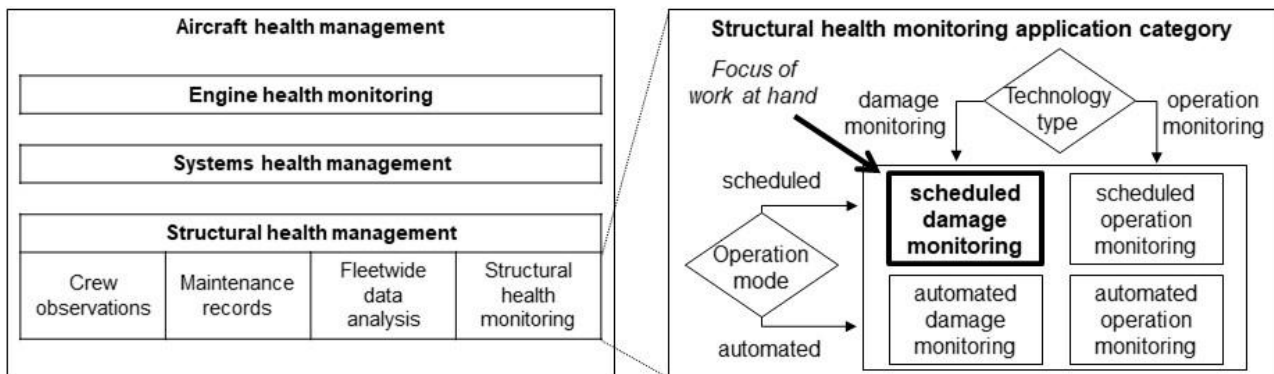 Aircraft health management
Engine health monitoring
Systems health management
Structural health management
Crew
observations
Maintenance
records
Fleetwide
data
analysis
Structural
health
monitoring
Structural health monitoring application category
Focus of
work at hand
damage
monitoring
Technology
type
operation
monitoring
scheduled
Operation
mode
automated
scheduled
damage
monitoring
scheduled
operation
monitoring
automated
damage
monitoring
automated
operation
monitoring